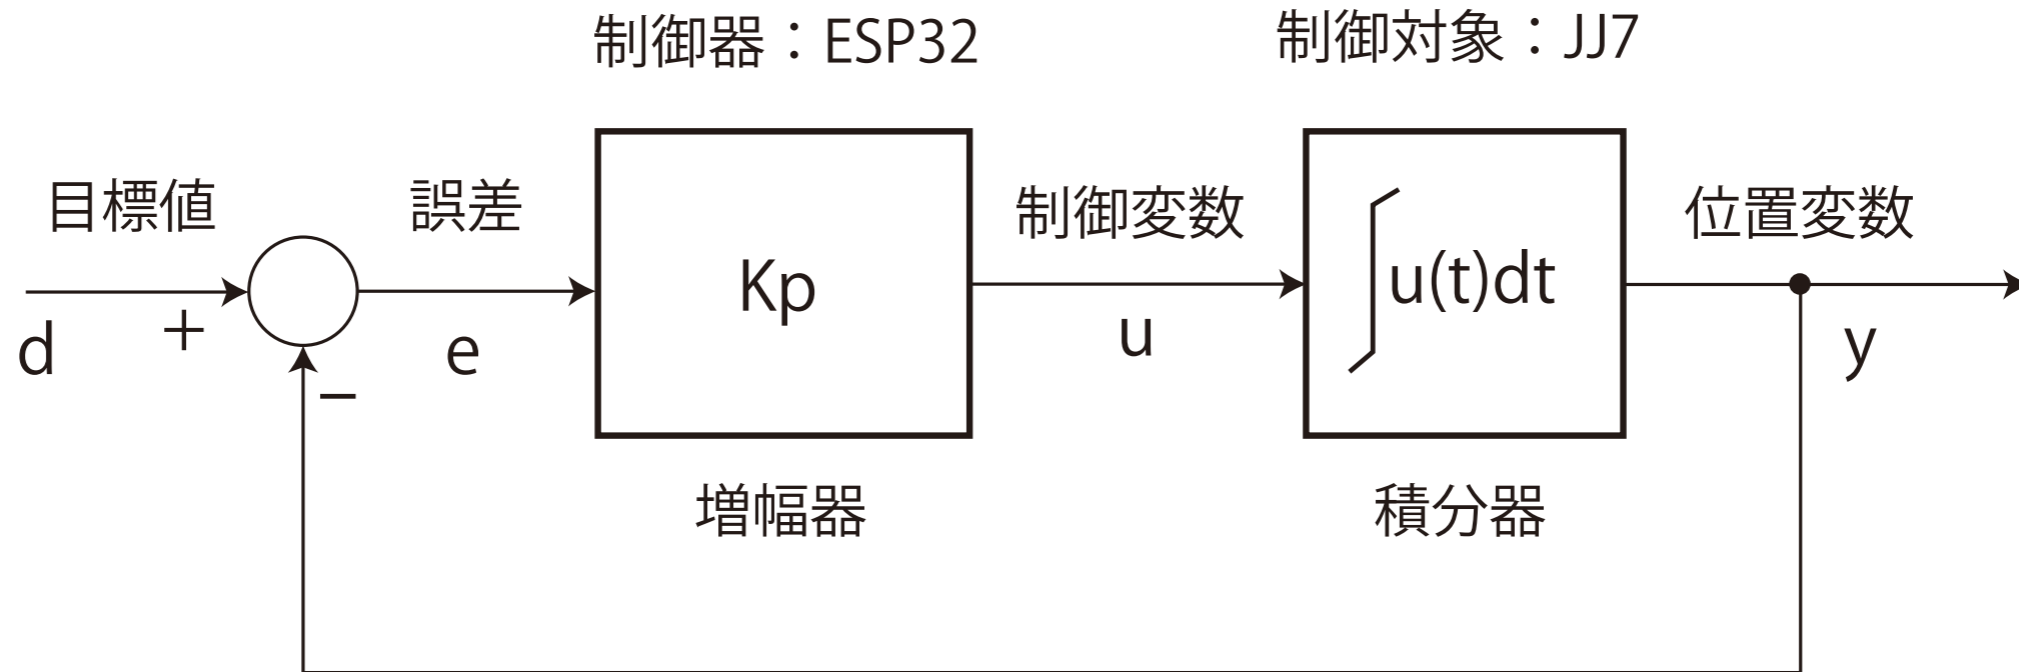 制御器：ESP32
制御対象：JJ7
目標値
誤差
制御変数
位置変数
Kp
∫u(t)dt
d
+
−
e
u
y
増幅器
積分器